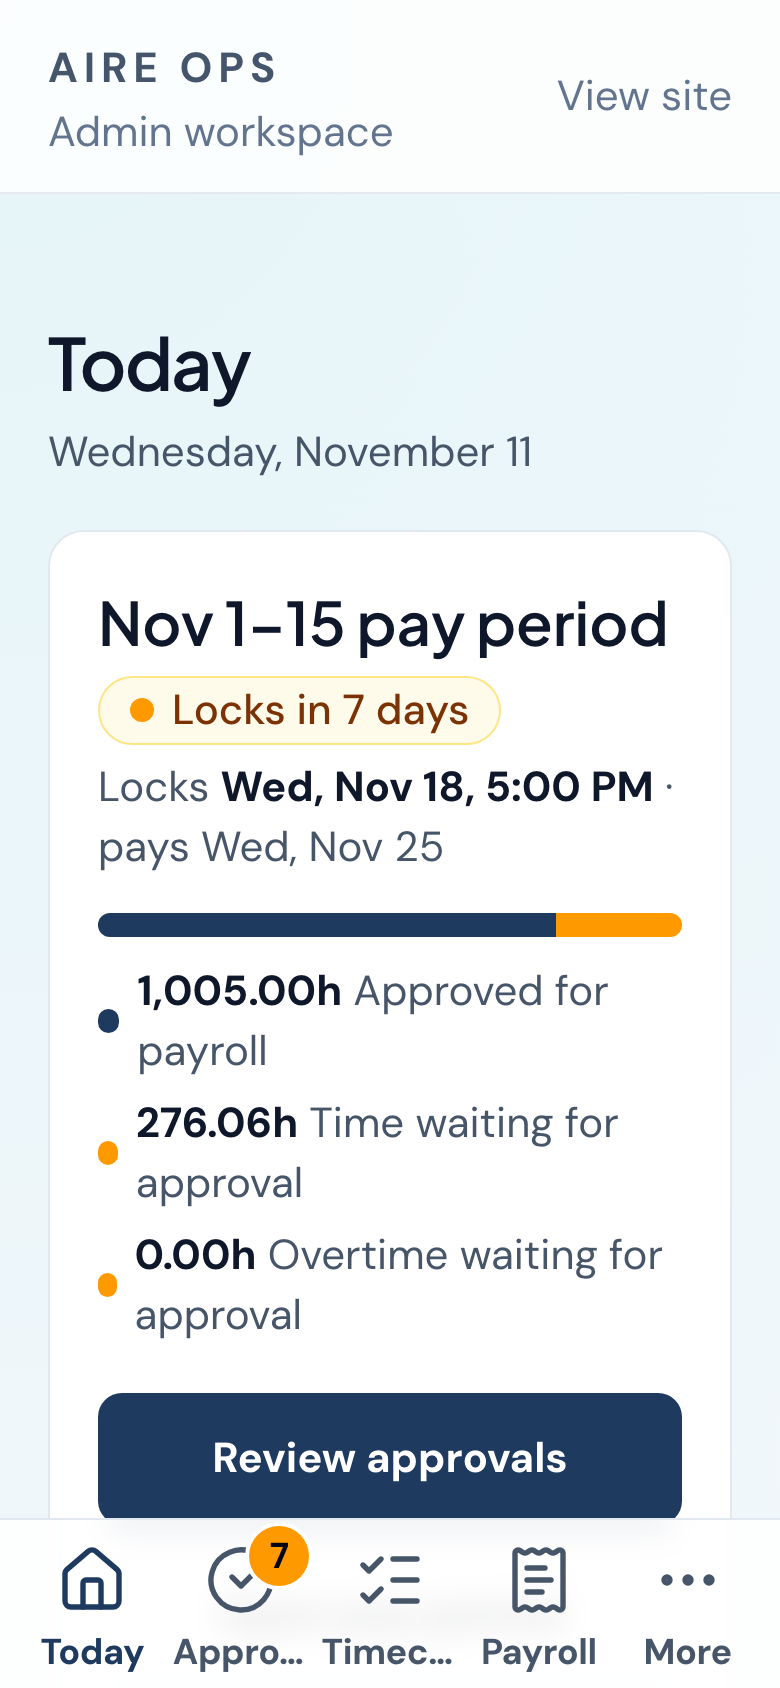 AIRE OPS
Admin workspace
View site
Today
Wednesday, November 11
Nov 1–15 pay period
Locks in 7 days
Locks Wed, Nov 18, 5:00 PM ·
pays Wed, Nov 25
1,005.00h Approved for
payroll
276.06h Time waiting for
approval
0.00h Overtime waiting for
approval
Review approvals
7
Today
Appro...
Timec...
Payroll
More